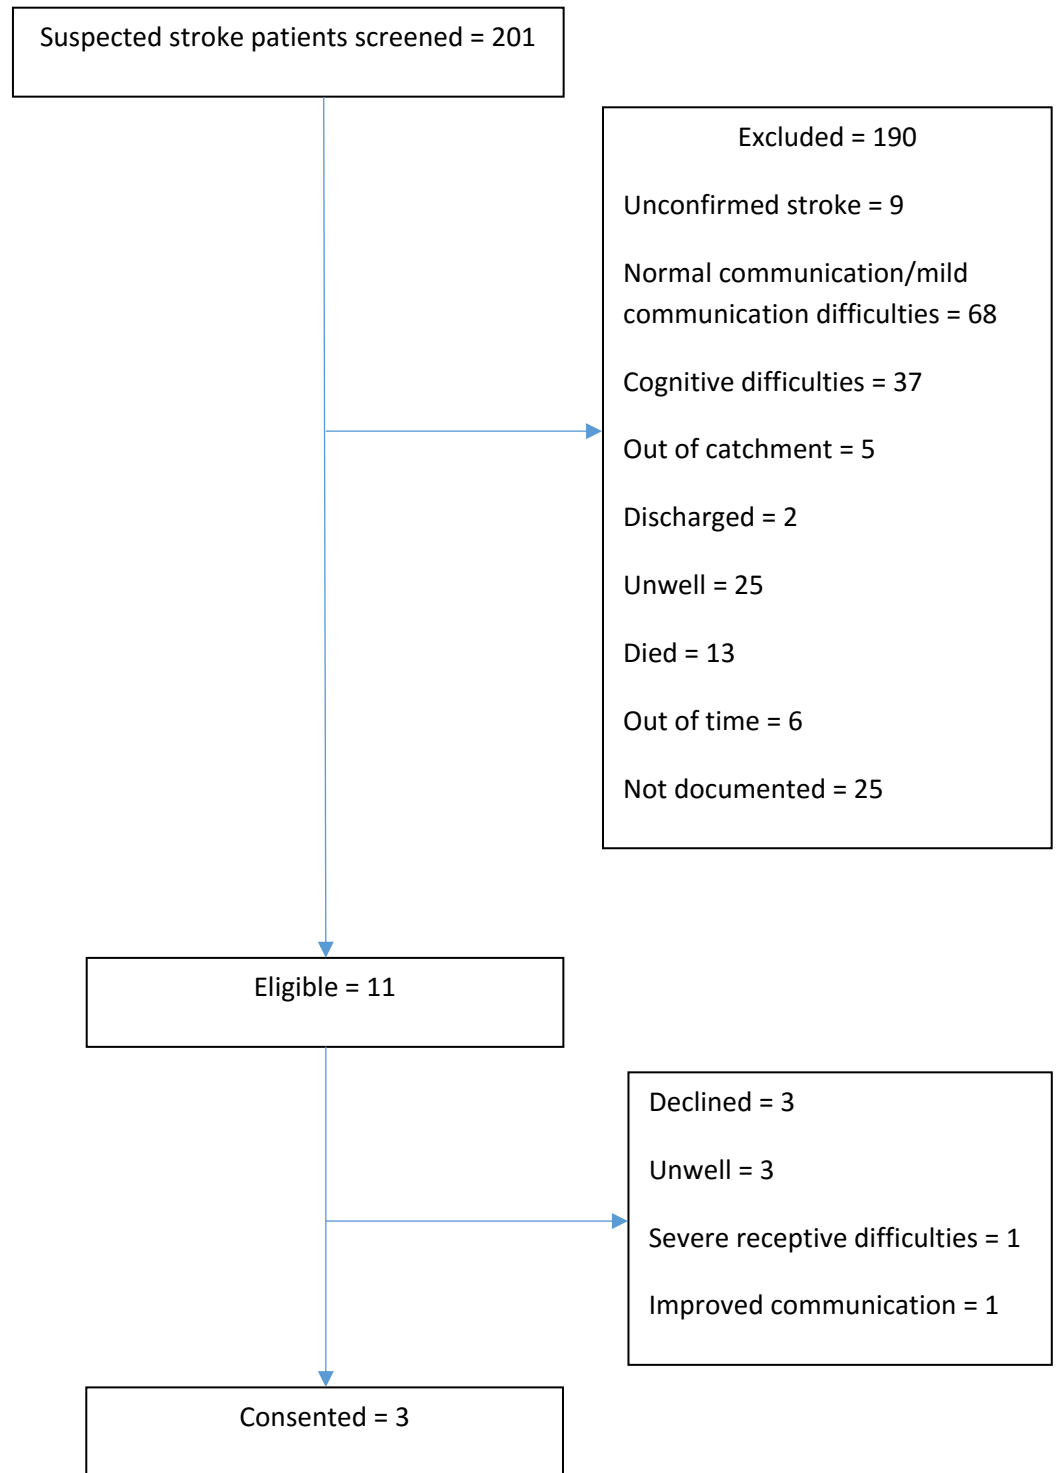 Suspected stroke patients screened = 201
Excluded = 190
Unconfirmed stroke = 9
Normal communication/mild
communication difficulties = 68
Cognitive difficulties = 37
Out of catchment = 5
Discharged = 2
Unwell = 25
Died = 13
Out of time = 6
Not documented = 25
Eligible = 11
Declined = 3
Unwell = 3
Severe receptive difficulties = 1
Improved communication = 1
Consented = 3